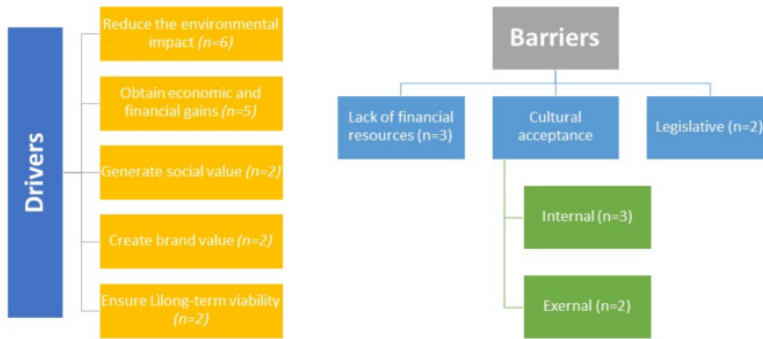 Drivers
Reduce the environmental
impact (n=6)
Obtain economic and
financial gains (n=5)
Generate social value (n=2)
Create brand value (n=2)
Ensure Lìlong-term viability
(n=2)
Barriers
Lack of financial
resources (n=3)
Cultural
acceptance
Legislative (n=2)
Internal (n=3)
Exernal (n=2)